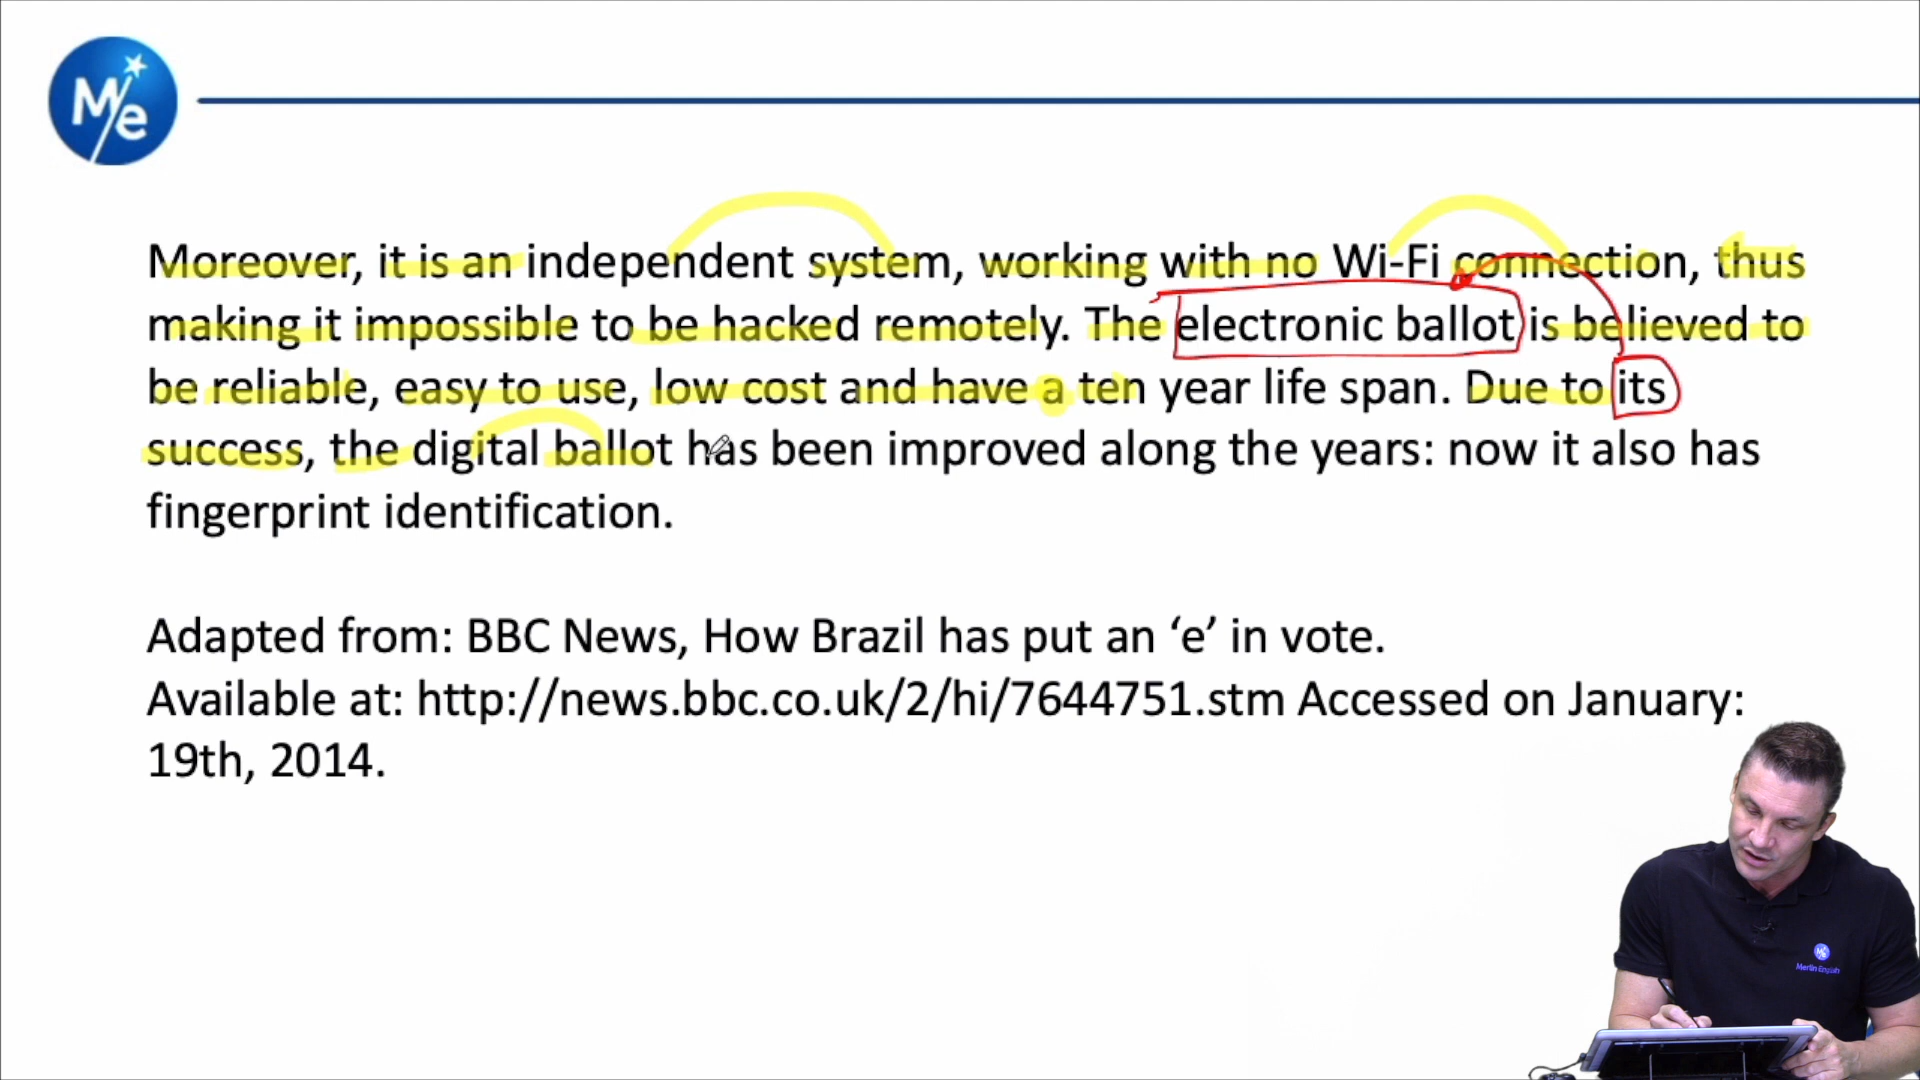 M/e
Moreover, it is an independent system, working with no Wi-Fi connection, thus
making it impossible to be hacked remotely. The electronic ballot is believed to
be reliable, easy to use, low cost and have a ten year life span. Due to its
success, the digital ballot has been improved along the years: now it also has
fingerprint identification.
Adapted from: BBC News, How Brazil has put an ‘e’ in vote.
Available at: http://news.bbc.co.uk/2/hi/7644751.stm Accessed on January:
19th, 2014.
Merlin English